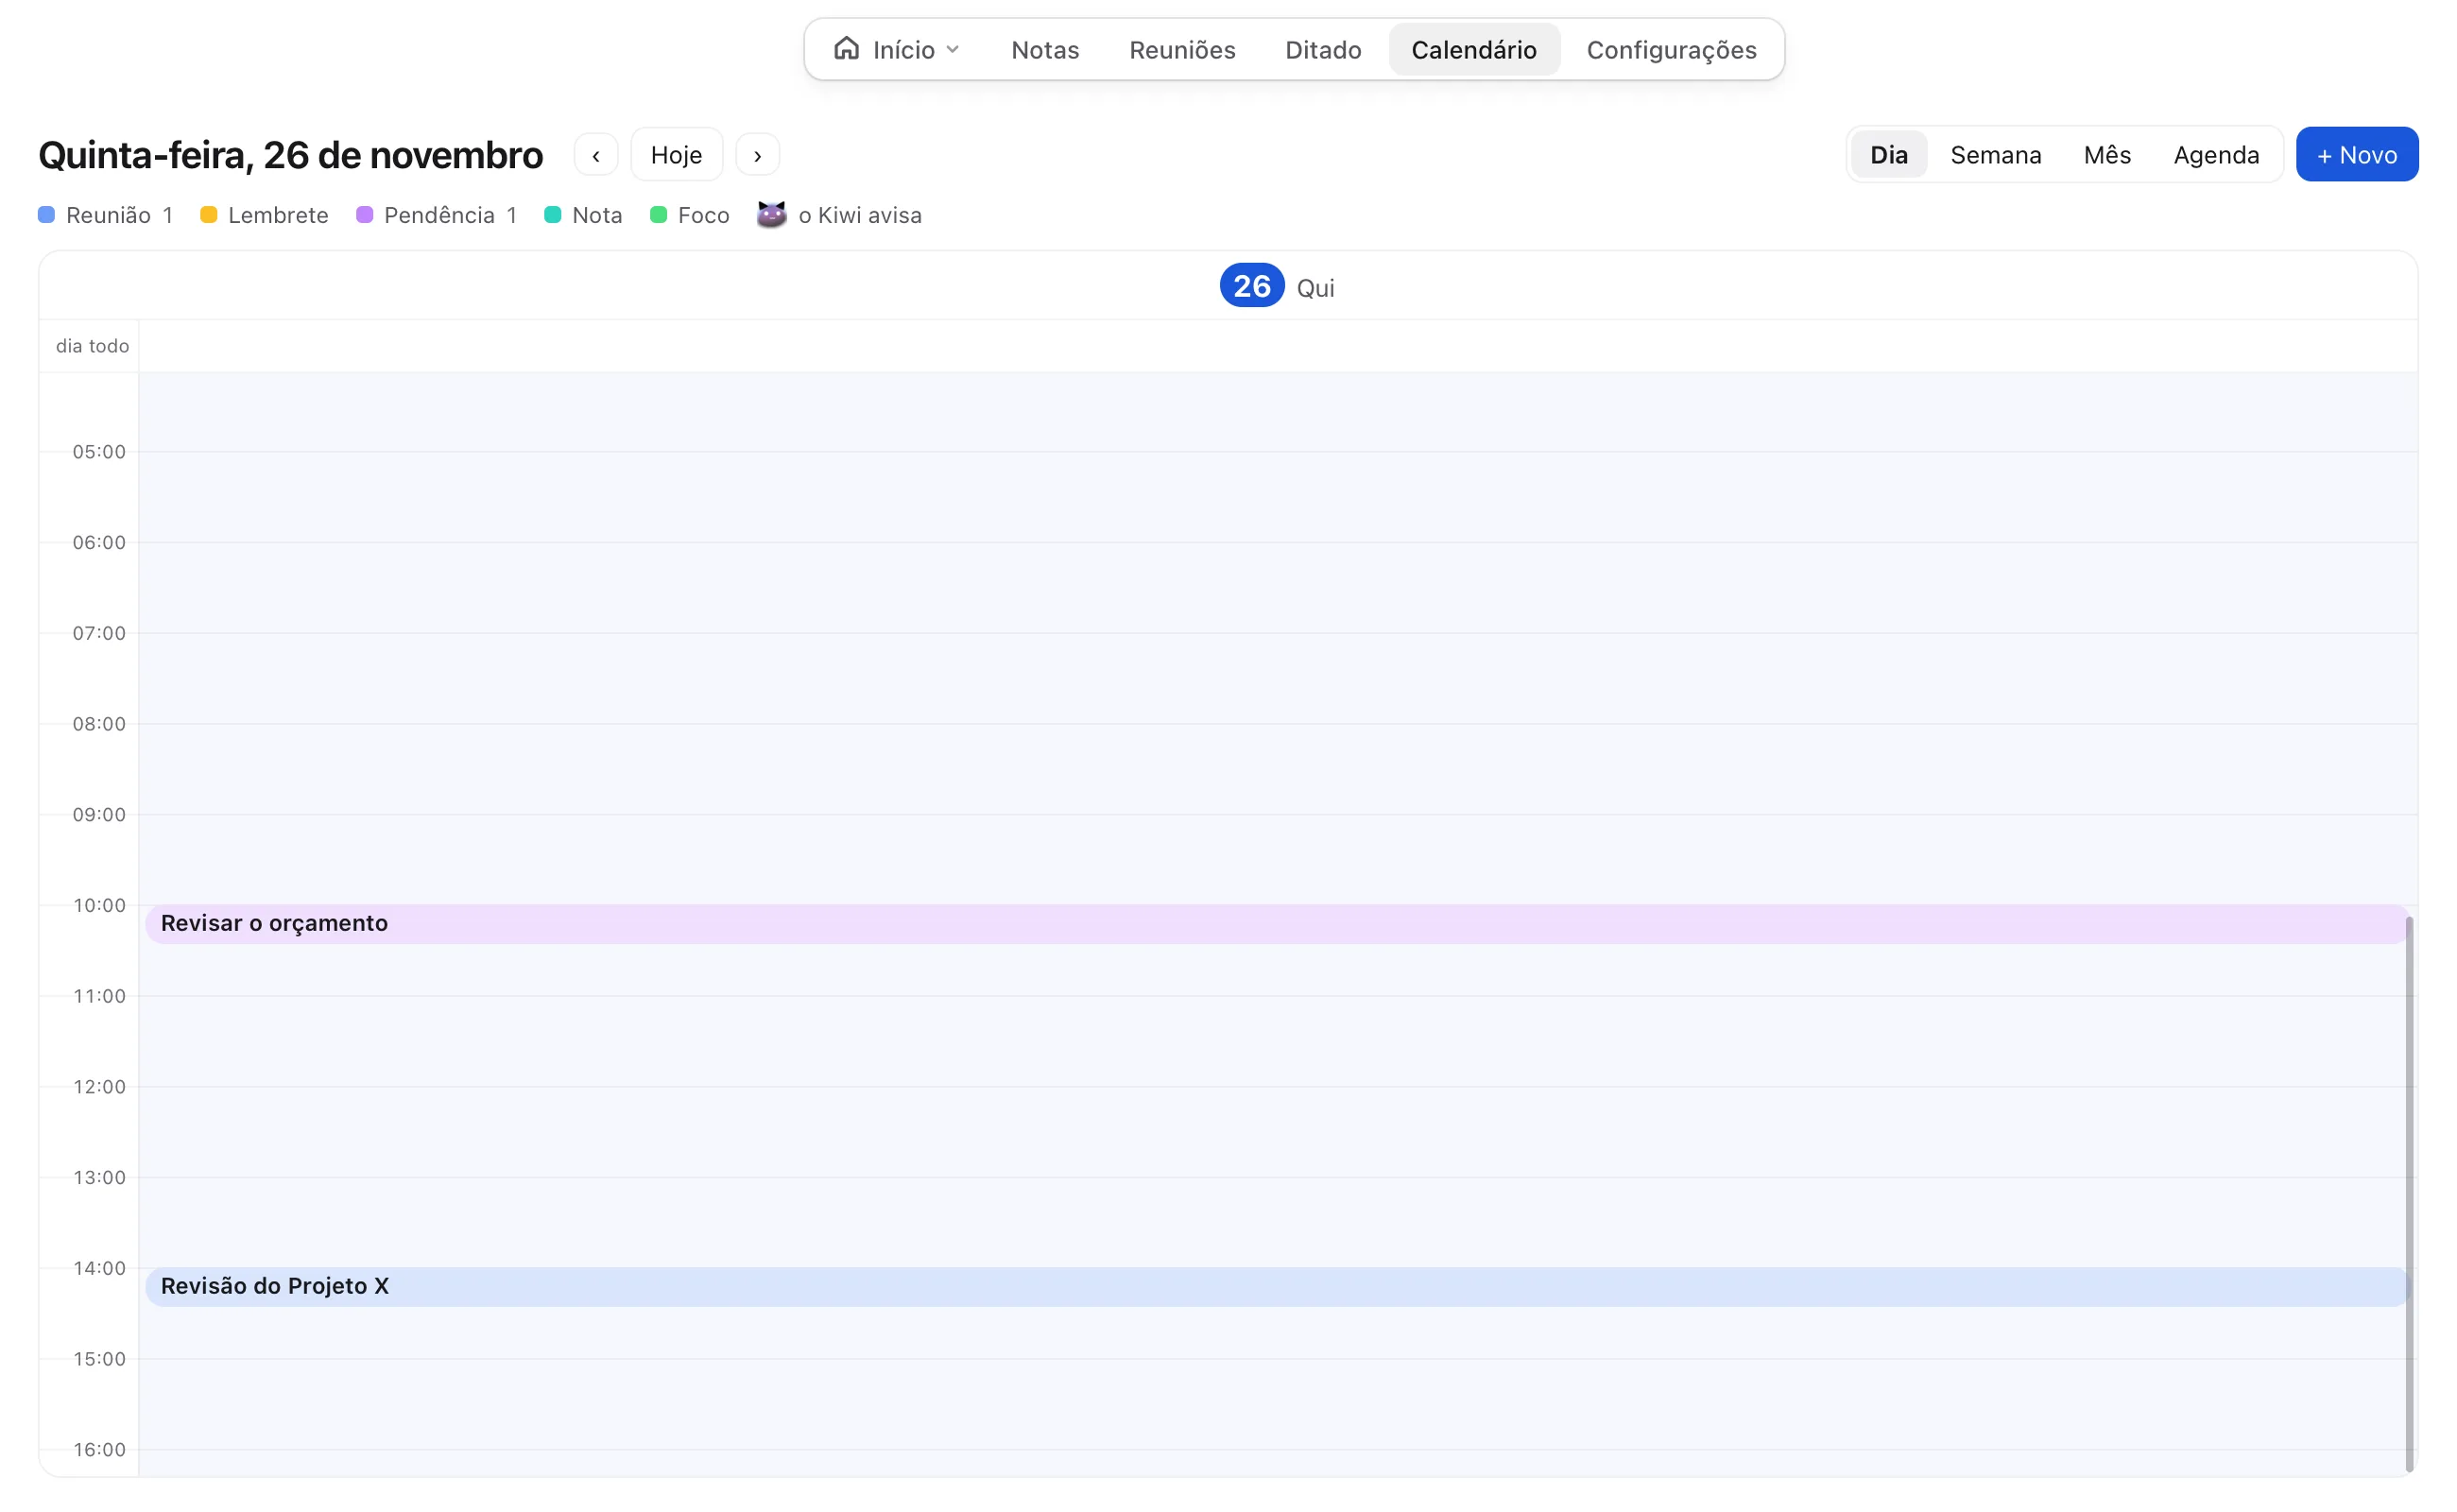 Início Notas Reuniões Ditado Calendário Configurações
Quinta-feira, 26 de novembro ‹ Hoje › Dia Semana Mês Agenda + Novo
Reunião 1 Lembrete Pendência 1 Nota Foco o Kiwi avisa
26 Qui
dia todo
05:00
06:00
07:00
08:00
09:00
10:00
Revisar o orçamento
11:00
12:00
13:00
14:00
Revisão do Projeto X
15:00
16:00